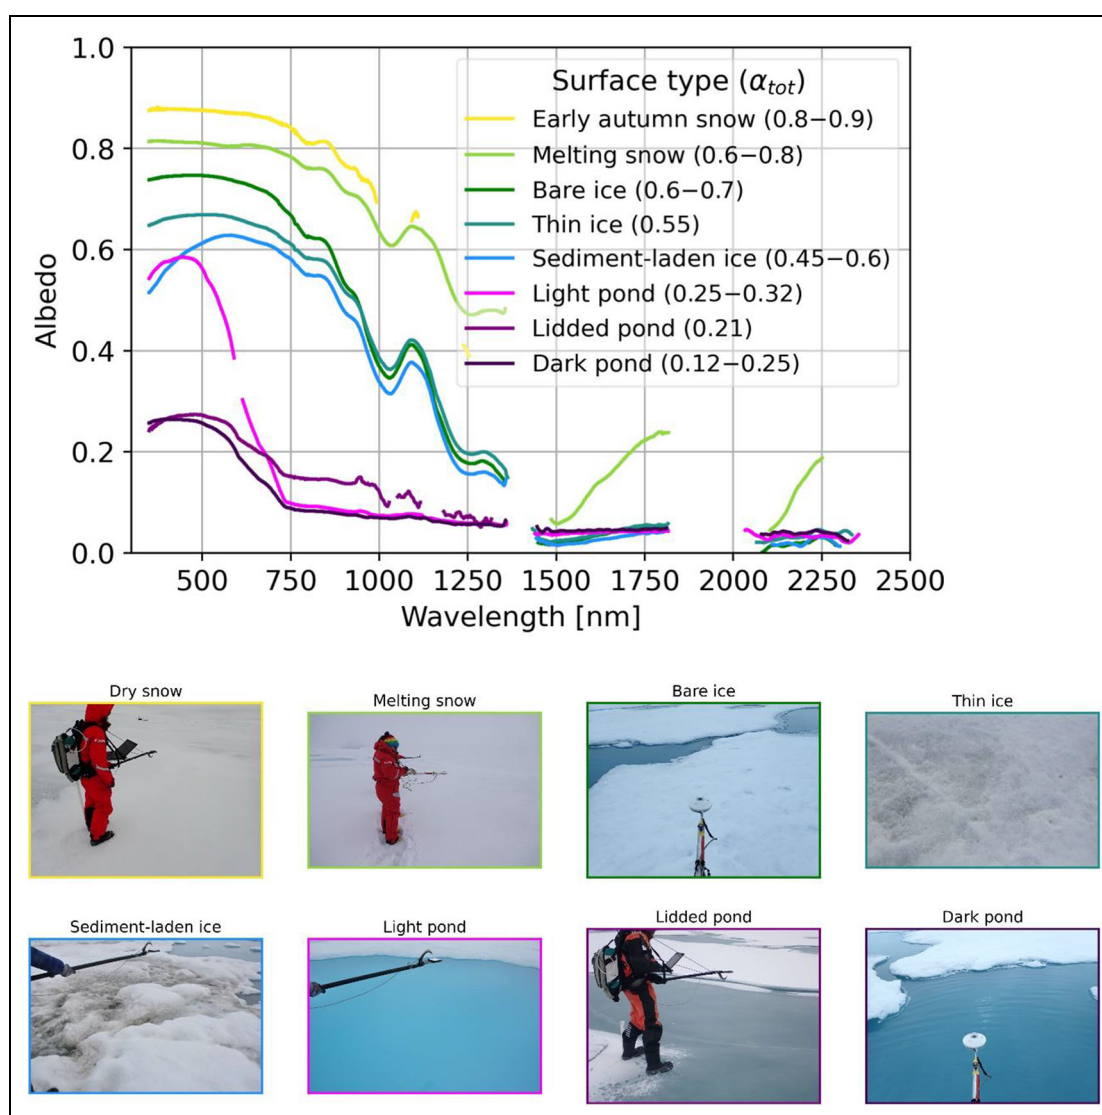 1.0
0.8
0.6
0.4
0.2
0.0
Albedo
Surface type (α_tot)
Early autumn snow (0.8−0.9)
Melting snow (0.6−0.8)
Bare ice (0.6−0.7)
Thin ice (0.55)
Sediment-laden ice (0.45−0.6)
Light pond (0.25−0.32)
Lidded pond (0.21)
Dark pond (0.12−0.25)
500 750 1000 1250 1500 1750 2000 2250 2500
Wavelength [nm]
Dry snow
Melting snow
Bare ice
Thin ice
Sediment-laden ice
Light pond
Lidded pond
Dark pond